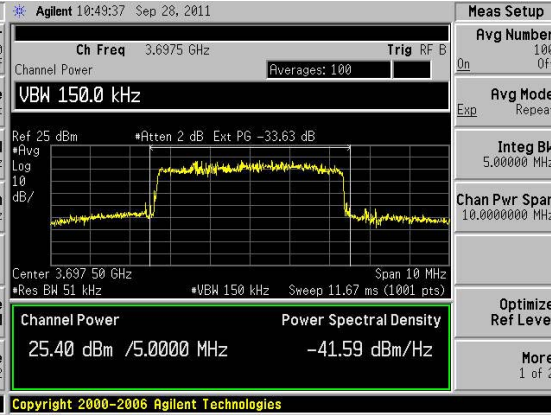 Agilent 10:49:37 Sep 28, 2011
Meas Setup
Ch Freq 3.6975 GHz Trig RF B
Channel Power Averages: 100
VBW 150.0 kHz
Ref 25 dBm #Atten 2 dB Ext PG -33.63 dB
#Avg
Log
10
dB/
Center 3.697 50 GHz Span 10 MHz
#Res BW 51 kHz #VBW 150 kHz Sweep 11.67 ms (1001 pts)
Channel Power Power Spectral Density
25.40 dBm /5.0000 MHz -41.59 dBm/Hz
Copyright 2000-2006 Agilent Technologies
Avg Number
100
On Of
Avg Mode
Exp Repea
Integ B
5.00000 MHz
Chan Pwr Span
10.0000000 MHz
Optimize
Ref Leve
More
1 of 2